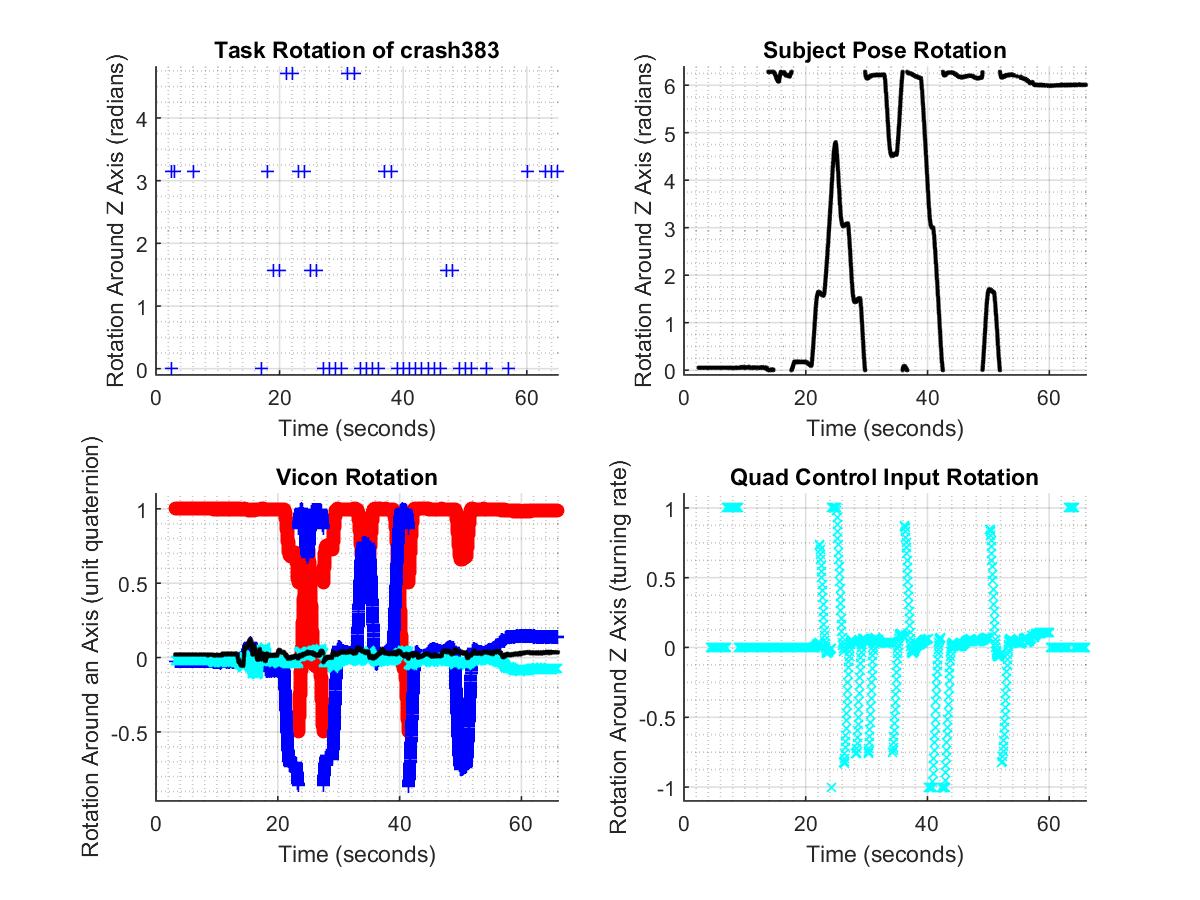 Task Rotation of crash383
Rotation Around Z Axis (radians)
4
3
2
1
0
0 20 40 60
Time (seconds)
Subject Pose Rotation
Rotation Around Z Axis (radians)
6
5
4
3
2
1
0
0 20 40 60
Time (seconds)
Vicon Rotation
Rotation Around an Axis (unit quaternion)
1
0.5
0
-0.5
0 20 40 60
Time (seconds)
Quad Control Input Rotation
Rotation Around Z Axis (turning rate)
1
0.5
0
-0.5
-1
0 20 40 60
Time (seconds)